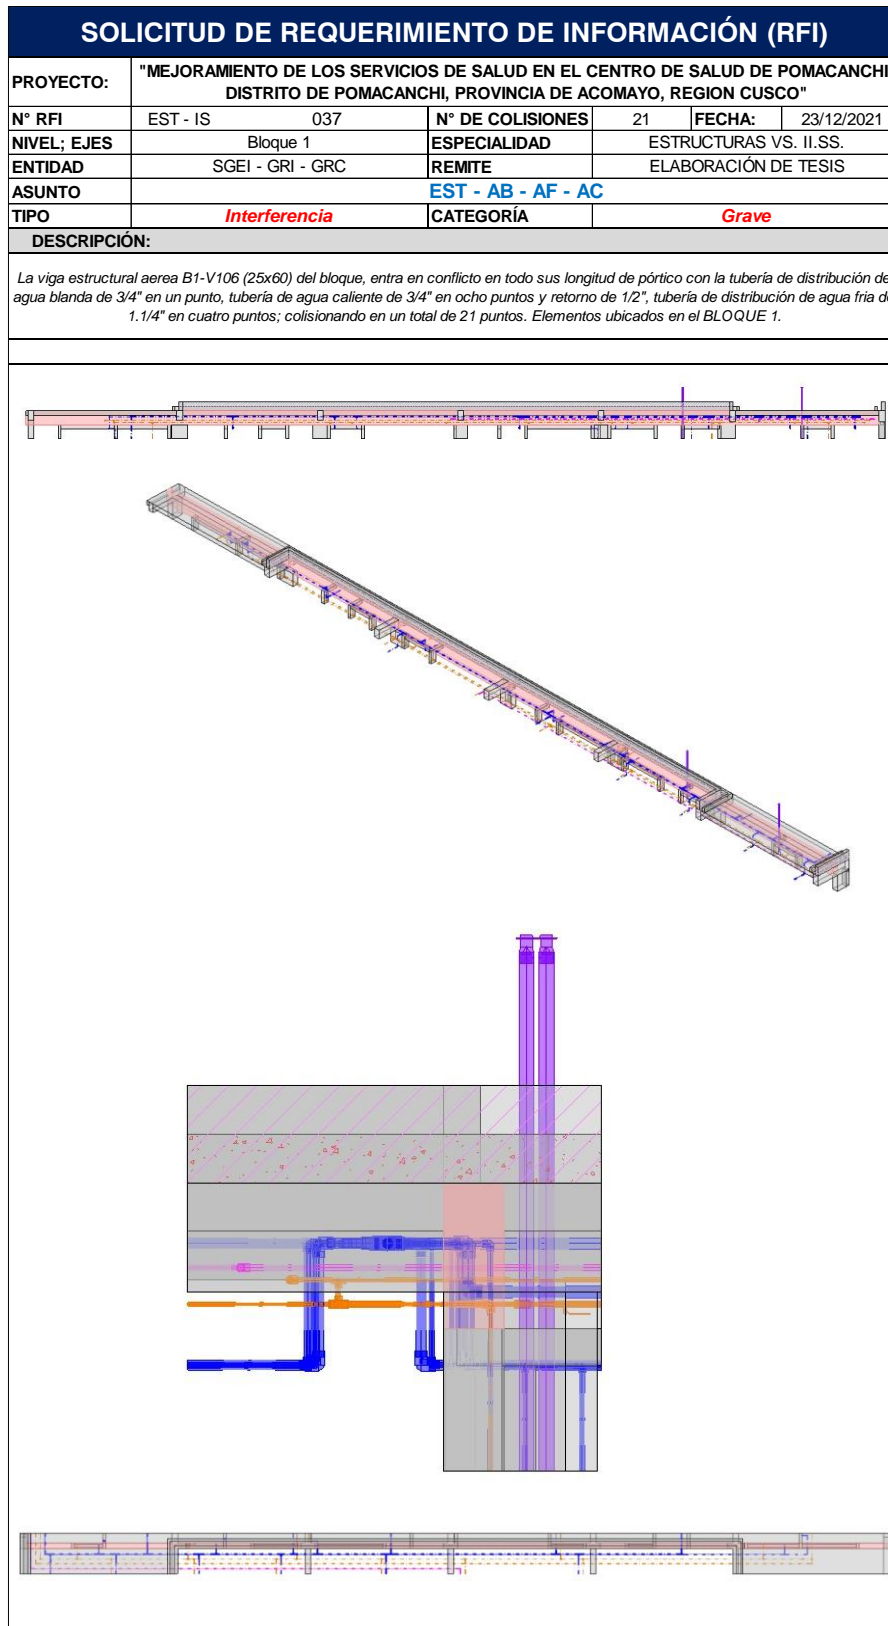 SOLICITUD DE REQUERIMIENTO DE INFORMACIÓN (RFI)
PROYECTO: "MEJORAMIENTO DE LOS SERVICIOS DE SALUD EN EL CENTRO DE SALUD DE POMACANCHI
DISTRITO DE POMACANCHI, PROVINCIA DE ACOMAYO, REGION CUSCO"
N° RFI EST - IS 037 N° DE COLISIONES 21 FECHA: 23/12/2021
NIVEL; EJES Bloque 1 ESPECIALIDAD ESTRUCTURAS VS. II.SS.
ENTIDAD SGEI - GRI - GRC REMITE ELABORACIÓN DE TESIS
ASUNTO EST - AB - AF - AC
TIPO Interferencia CATEGORÍA Grave
DESCRIPCIÓN:
La viga estructural aerea B1-V106 (25x60) del bloque, entra en conflicto en todo sus longitud de pórtico con la tubería de distribución de
agua blanda de 3/4" en un punto, tubería de agua caliente de 3/4" en ocho puntos y retorno de 1/2", tubería de distribución de agua fria de
1.1/4" en cuatro puntos; colisionando en un total de 21 puntos. Elementos ubicados en el BLOQUE 1.